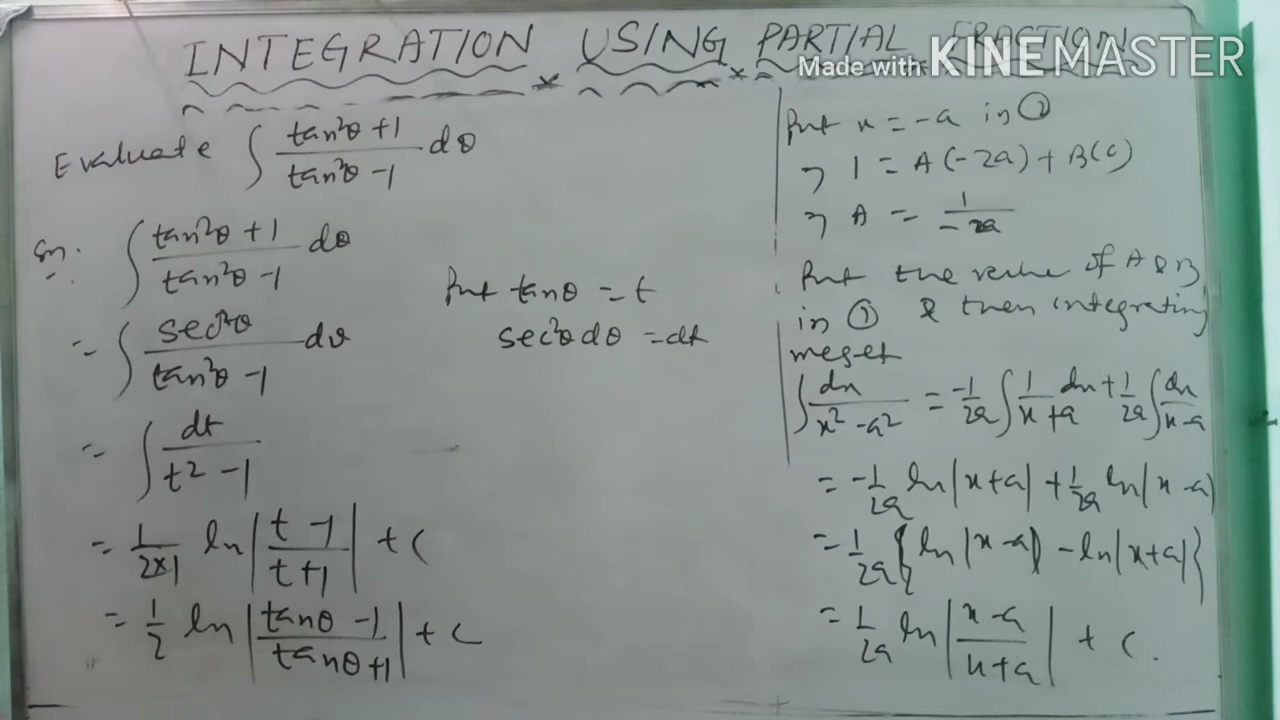 INTEGRATION USING PARTIAL FRACTION
Made with KINEMASTER
Evaluate ∫ (tan²θ + 1)/(tan²θ - 1) dθ
Sn. ∫ (tan²θ + 1)/(tan²θ - 1) dθ
= ∫ sec²θ/(tan²θ - 1) dθ
Put tanθ = t
sec²θ dθ = dt
= ∫ dt/(t² - 1)
= 1/(2×1) ln |(t - 1)/(t + 1)| + C
= 1/2 ln |(tanθ - 1)/(tanθ + 1)| + C
Put x = -a in ①
⇒ 1 = A(-2a) + B(0)
⇒ A = 1/(-2a)
Put the value of A & B
in ① & then integrating
we get
∫ dx/(x² - a²) = -1/2a ∫ 1/(x + a) dx + 1/2a ∫ dx/(x - a)
= -1/2a ln |x + a| + 1/2a ln |x - a|
= 1/2a { ln |x - a| - ln |x + a| }
= 1/2a ln |(x - a)/(x + a)| + C.